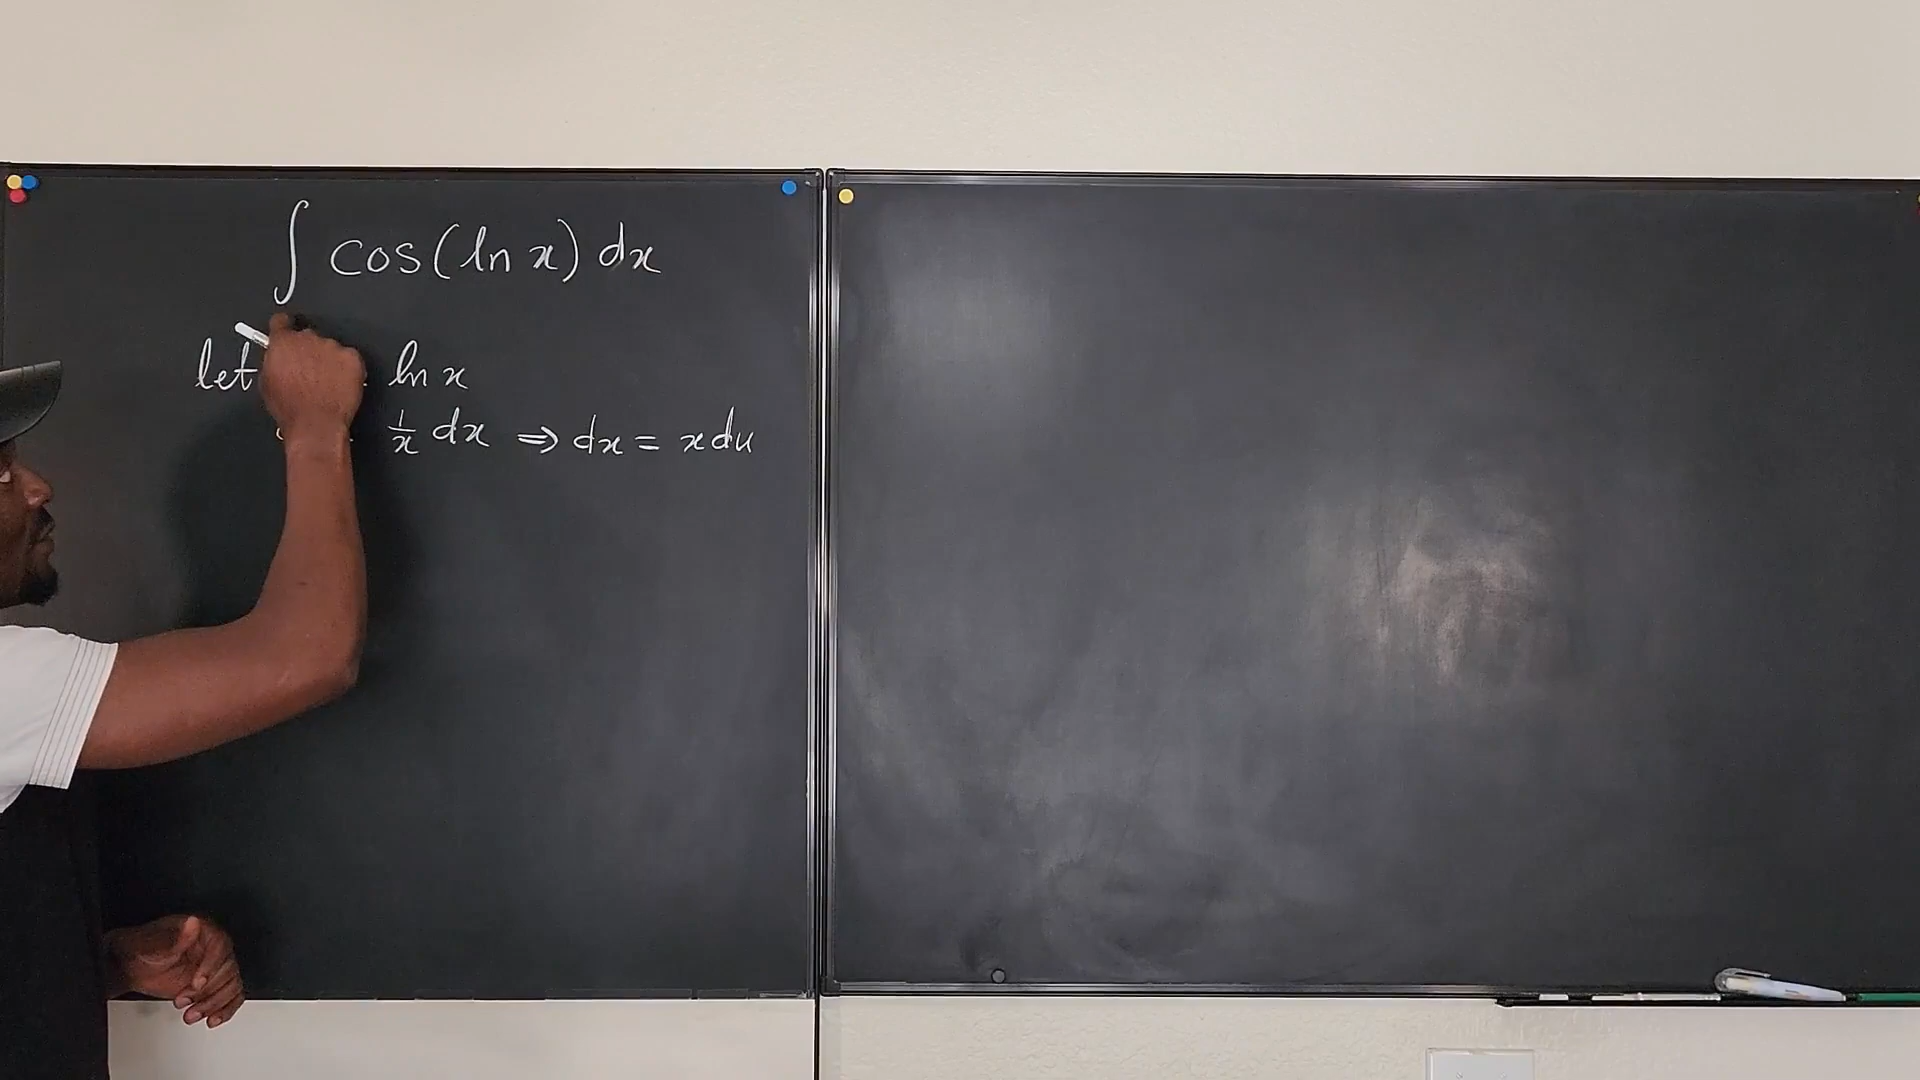 ∫ cos(ln x) dx
let ln x
1/x dx ⇒ dx = x du